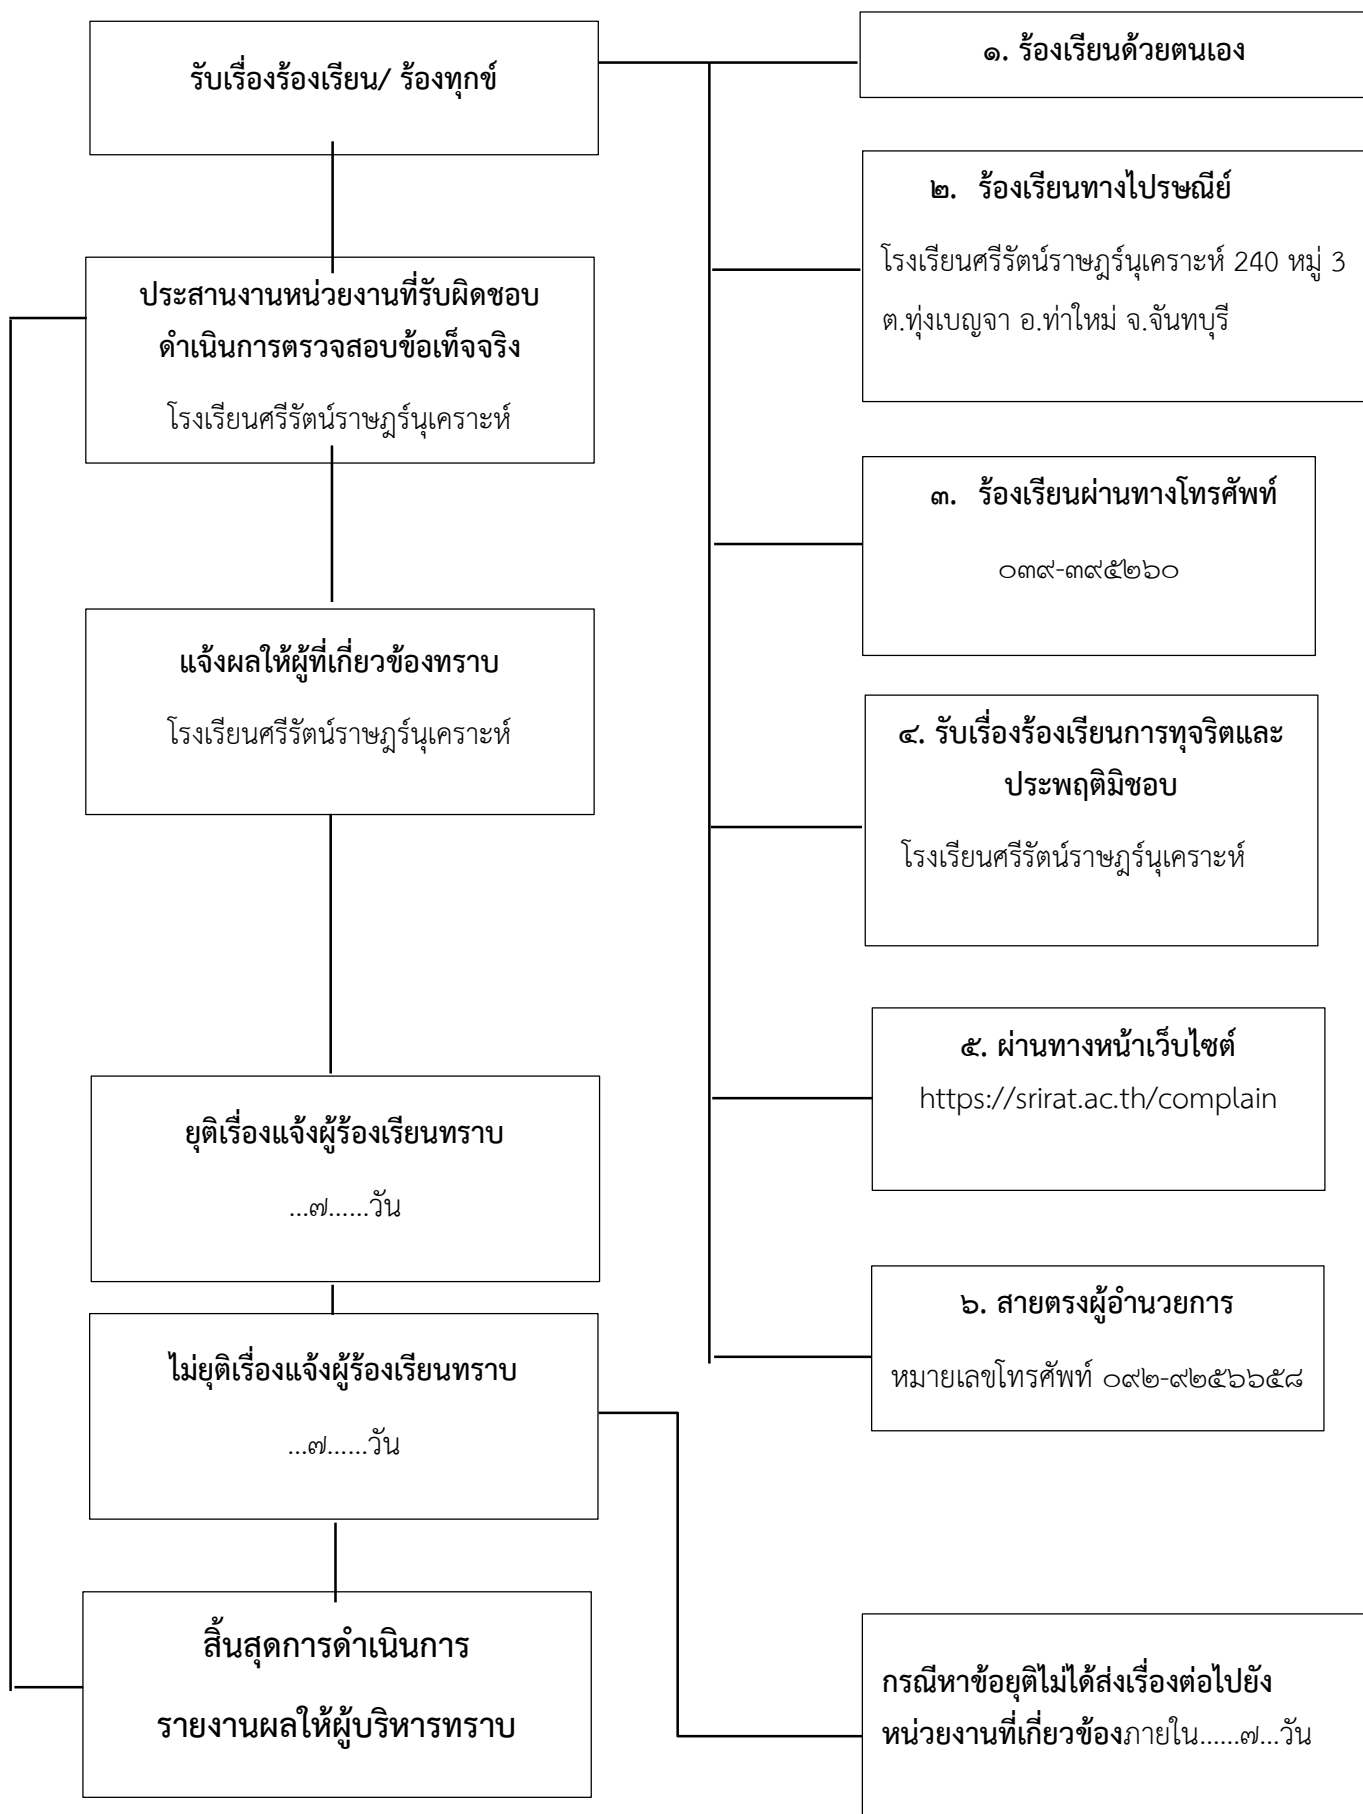 รับเรื่องร้องเรียน/ ร้องทุกข์
ประสานงานหน่วยงานที่รับผิดชอบ
ดำเนินการตรวจสอบข้อเท็จจริง
โรงเรียนศรีรัตน์ราษฎร์นุเคราะห์
แจ้งผลให้ผู้ที่เกี่ยวข้องทราบ
โรงเรียนศรีรัตน์ราษฎร์นุเคราะห์
ยุติเรื่องแจ้งผู้ร้องเรียนทราบ
...๗......วัน
ไม่ยุติเรื่องแจ้งผู้ร้องเรียนทราบ
...๗......วัน
สิ้นสุดการดำเนินการ
รายงานผลให้ผู้บริหารทราบ
๑. ร้องเรียนด้วยตนเอง
๒. ร้องเรียนทางไปรษณีย์
โรงเรียนศรีรัตน์ราษฎร์นุเคราะห์ 240 หมู่ 3
ต.ทุ่งเบญจา อ.ท่าใหม่ จ.จันทบุรี
๓. ร้องเรียนผ่านทางโทรศัพท์
๐๓๙-๓๙๕๒๖๐
๔. รับเรื่องร้องเรียนการทุจริตและ
ประพฤติมิชอบ
โรงเรียนศรีรัตน์ราษฎร์นุเคราะห์
๕. ผ่านทางหน้าเว็บไซต์
https://srirat.ac.th/complain
๖. สายตรงผู้อำนวยการ
หมายเลขโทรศัพท์ ๐๙๒-๙๒๕๖๖๕๘
กรณีหาข้อยุติไม่ได้ส่งเรื่องต่อไปยัง
หน่วยงานที่เกี่ยวข้องภายใน......๗...วัน